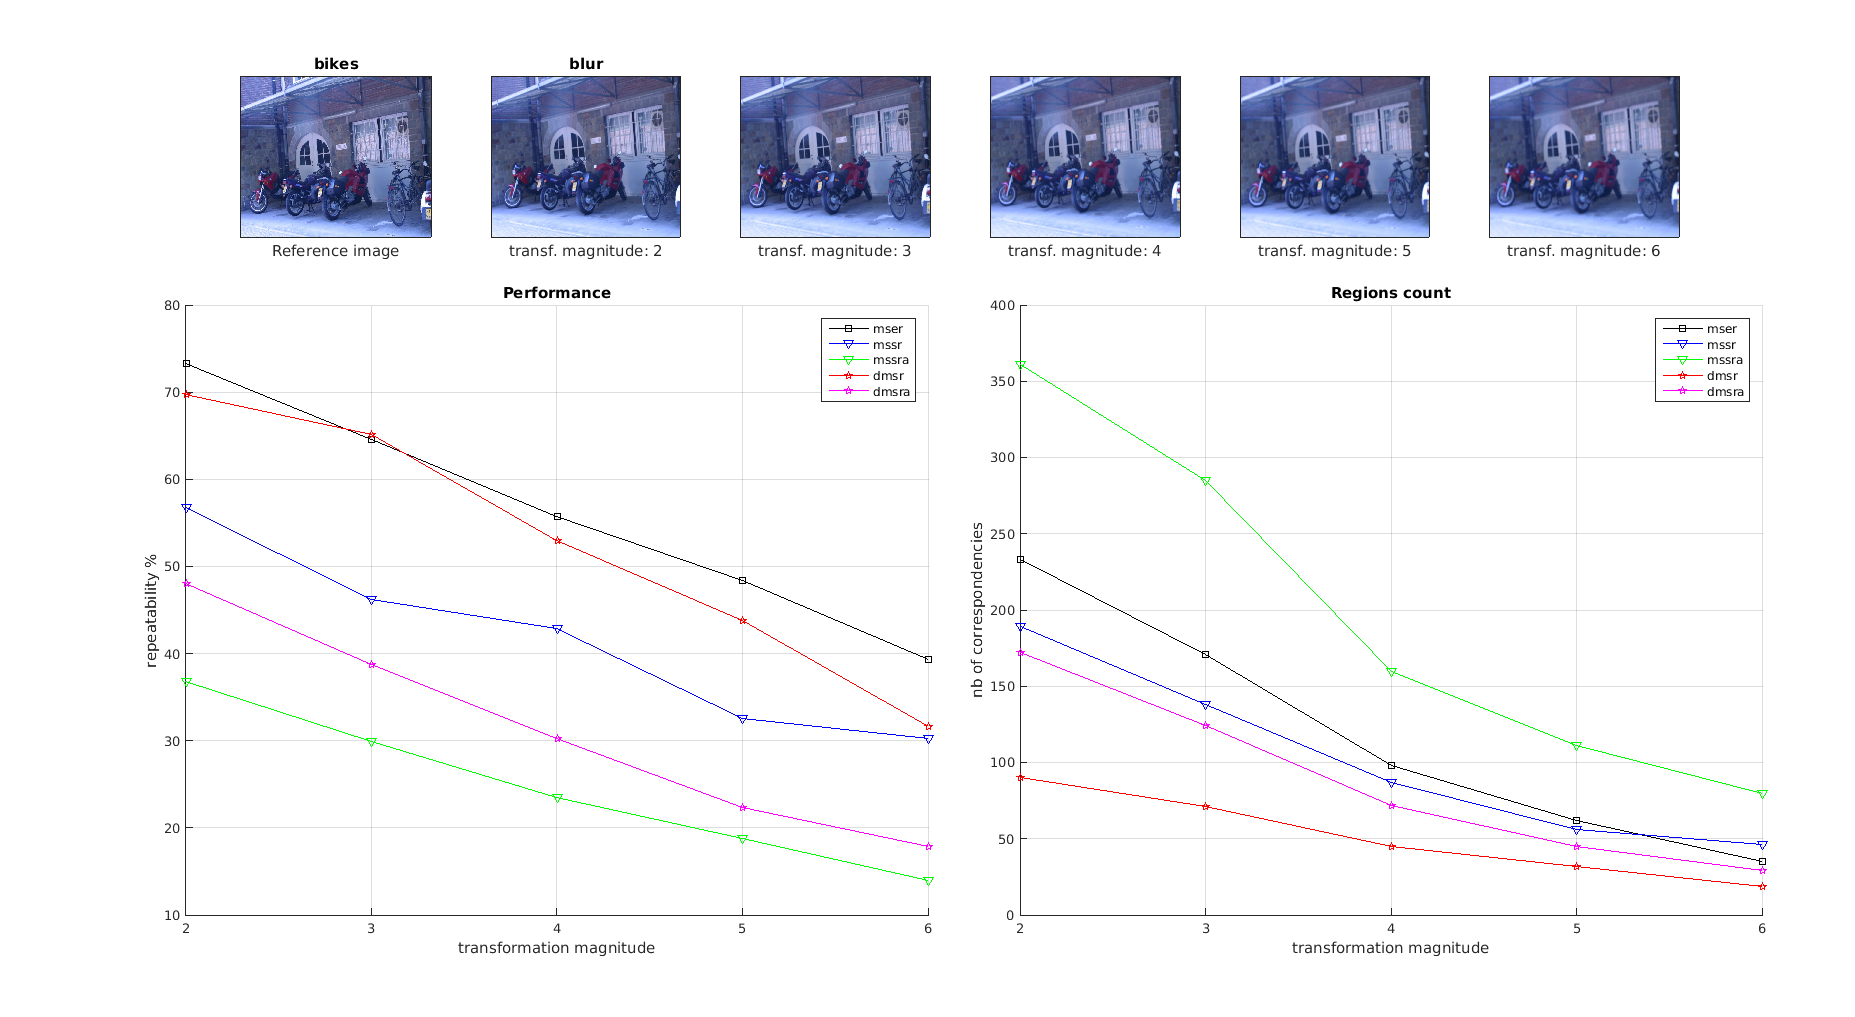 bikes
blur
Reference image
transf. magnitude: 2
transf. magnitude: 3
transf. magnitude: 4
transf. magnitude: 5
transf. magnitude: 6
Performance
80
70
60
50
40
30
20
10
repeatability %
2 3 4 5 6
transformation magnitude
mser
mssr
mssra
dmsr
dmsra
Regions count
400
350
300
250
200
150
100
50
0
nb of correspondencies
2 3 4 5 6
transformation magnitude
mser
mssr
mssra
dmsr
dmsra